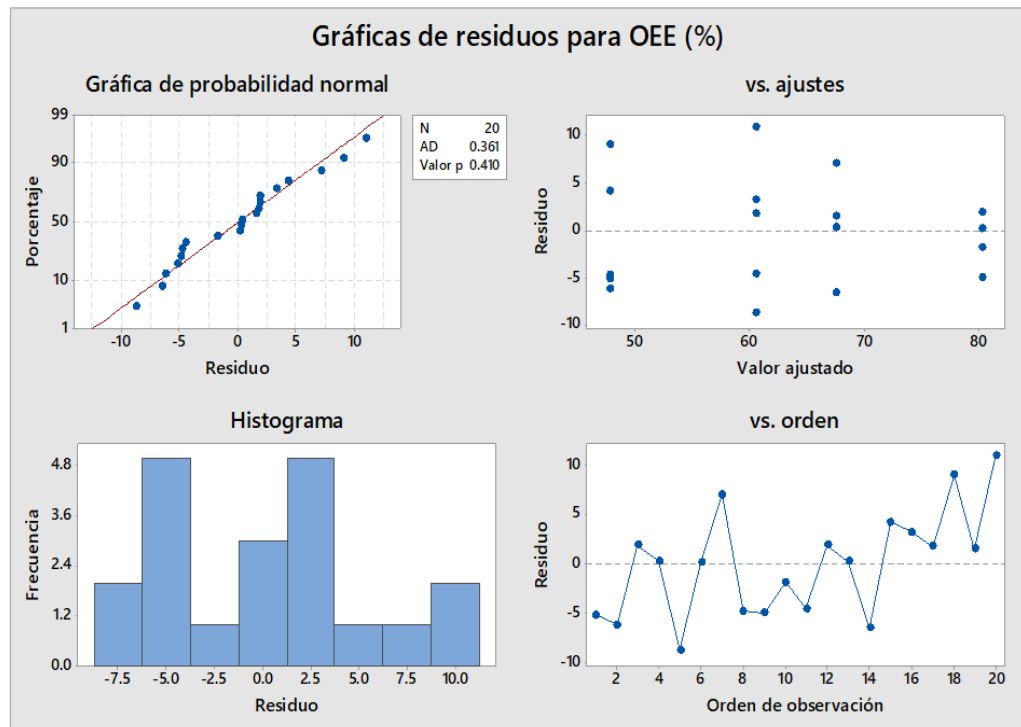 Gráficas de residuos para OEE (%)
Gráfica de probabilidad normal
99
90
50
10
1
Porcentaje
-10 -5 0 5 10
Residuo
N 20
AD 0.361
Valor p 0.410
vs. ajustes
10
5
0
-5
-10
Residuo
50 60 70 80
Valor ajustado
Histograma
4.8
3.6
2.4
1.2
0.0
Frecuencia
-7.5 -5.0 -2.5 0.0 2.5 5.0 7.5 10.0
Residuo
vs. orden
10
5
0
-5
-10
Residuo
2 4 6 8 10 12 14 16 18 20
Orden de observación